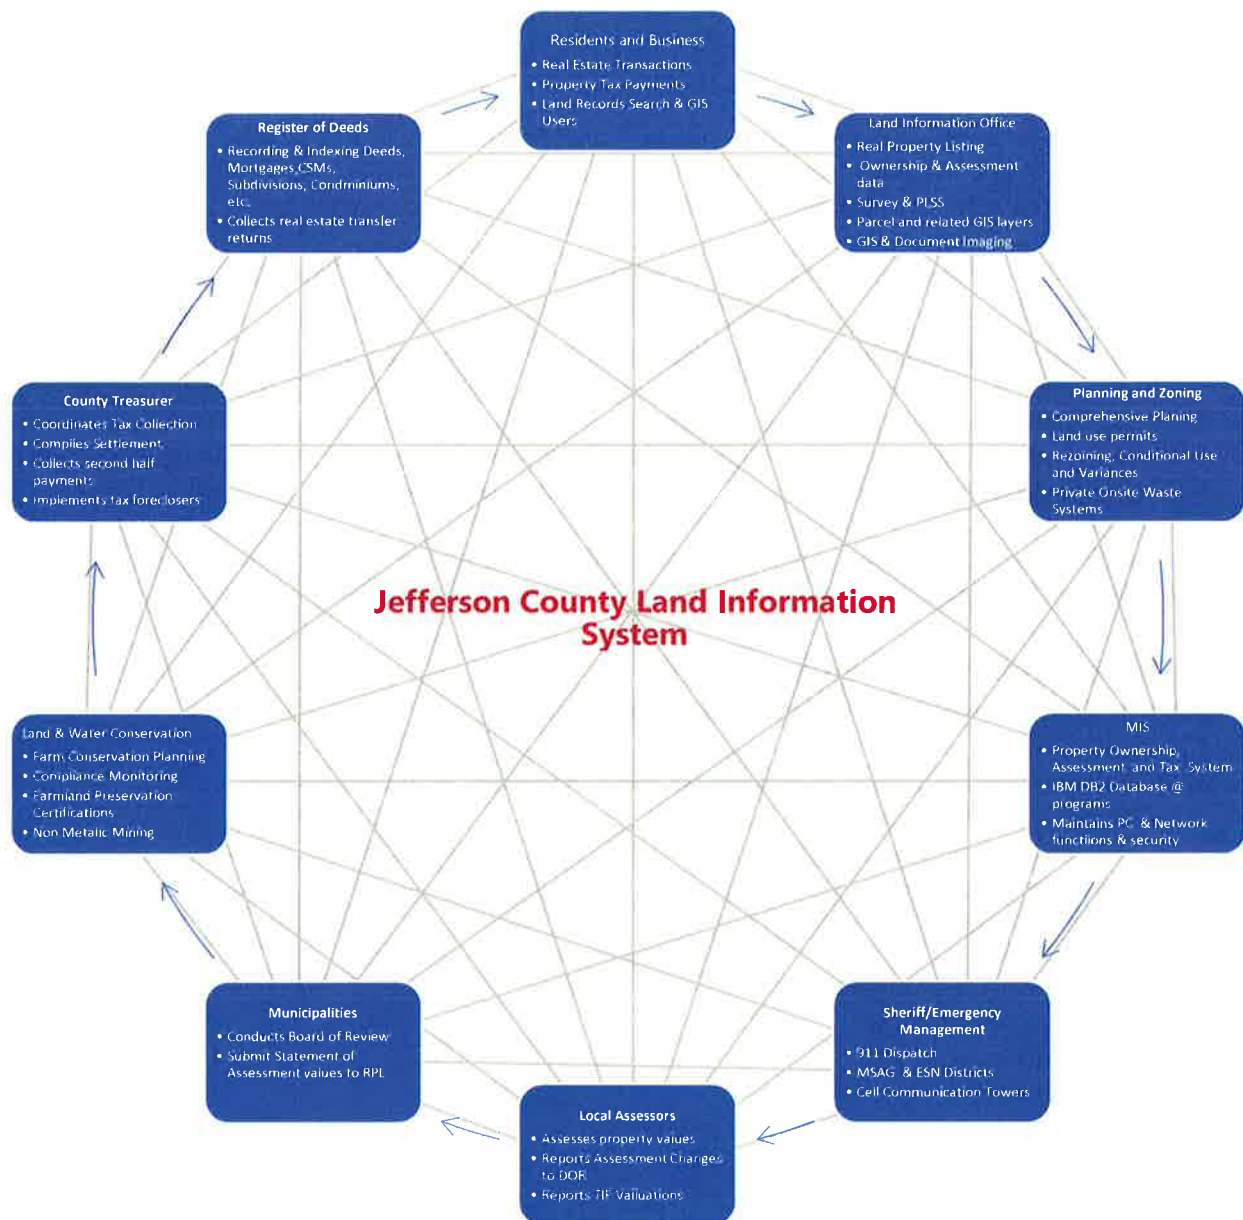 Residents and Business
• Real Estate Transactions
• Property Tax Payments
• Land Records Search & GIS
Users
Register of Deeds
• Recording & Indexing Deeds,
Mortgages,CSMs,
Subdivisions, Condminiums,
etc.
• Collects real estate transfer
returns
Land Information Office
• Real Property Listing
• Ownership & Assessment
data
• Survey & PLSS
• Parcel and related GIS layers
• GIS & Document Imaging
County Treasurer
• Coordinates Tax Collection
• Compiles Settlement
• Collects second half
payments
• Implements tax foreclosers
Planning and Zoning
• Comprehensive Planing
• Land use permits
• Rezoining, Conditional Use
and Variances
• Private Onsite Waste
Systems
Jefferson County Land Information
System
Land & Water Conservation
• Farm Conservation Planning
• Compliance Monitoring
• Farmland Preservation
Certifications
• Non Metalic Mining
MIS
• Property Ownership,
Assessment, and Tax System
• IBM DB2 Database @
programs
• Maintains PC & Network
functiions & security
Municipalities
• Conducts Board of Review
• Submit Statement of
Assessment values to RPL
Sheriff/Emergency
Management
• 911 Dispatch
• MSAG & ESN Districts
• Cell Communication Towers
Local Assessors
• Assesses property values
• Reports Assessment Changes
to DOR
• Reports TIF Valluations